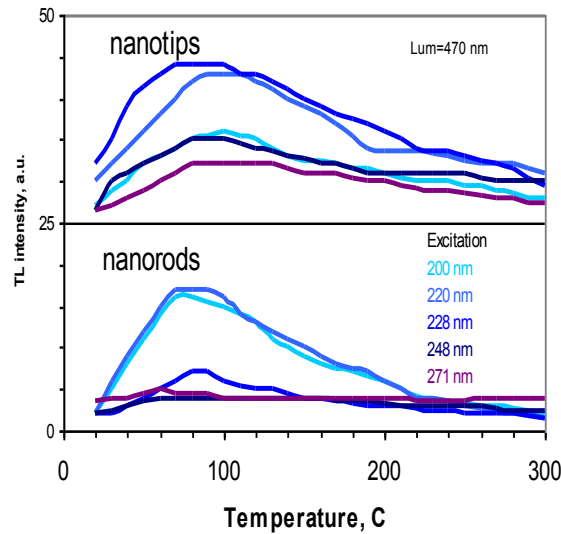 50
nanotips
Lum=470 nm
TL intensity, a.u.
25
nanorods
Excitation
200 nm
220 nm
228 nm
248 nm
271 nm
0
0
100
200
300
Temperature, C